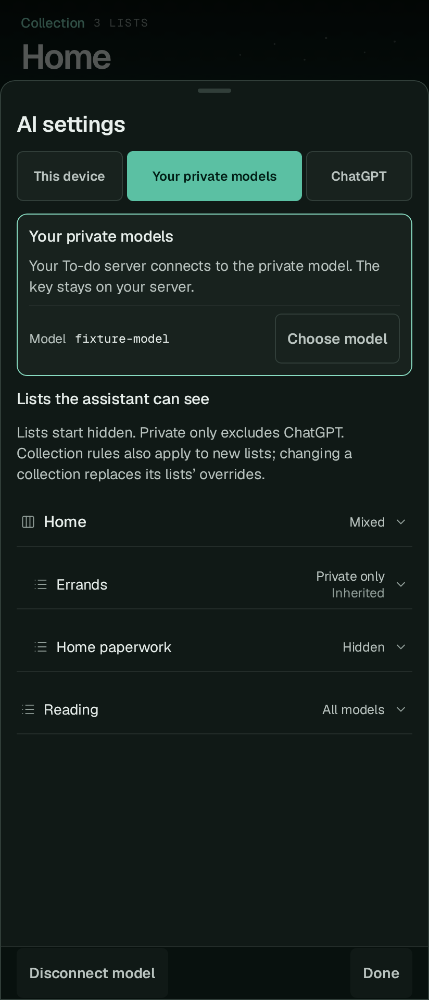 Collection 3 LISTS
Home
AI settings
This device
Your private models
ChatGPT
Your private models
Your To-do server connects to the private model. The
key stays on your server.
Model fixture-model
Choose model
Lists the assistant can see
Lists start hidden. Private only excludes ChatGPT.
Collection rules also apply to new lists; changing a
collection replaces its lists’ overrides.
Home
Mixed
Errands
Private only
Inherited
Home paperwork
Hidden
Reading
All models
Disconnect model
Done